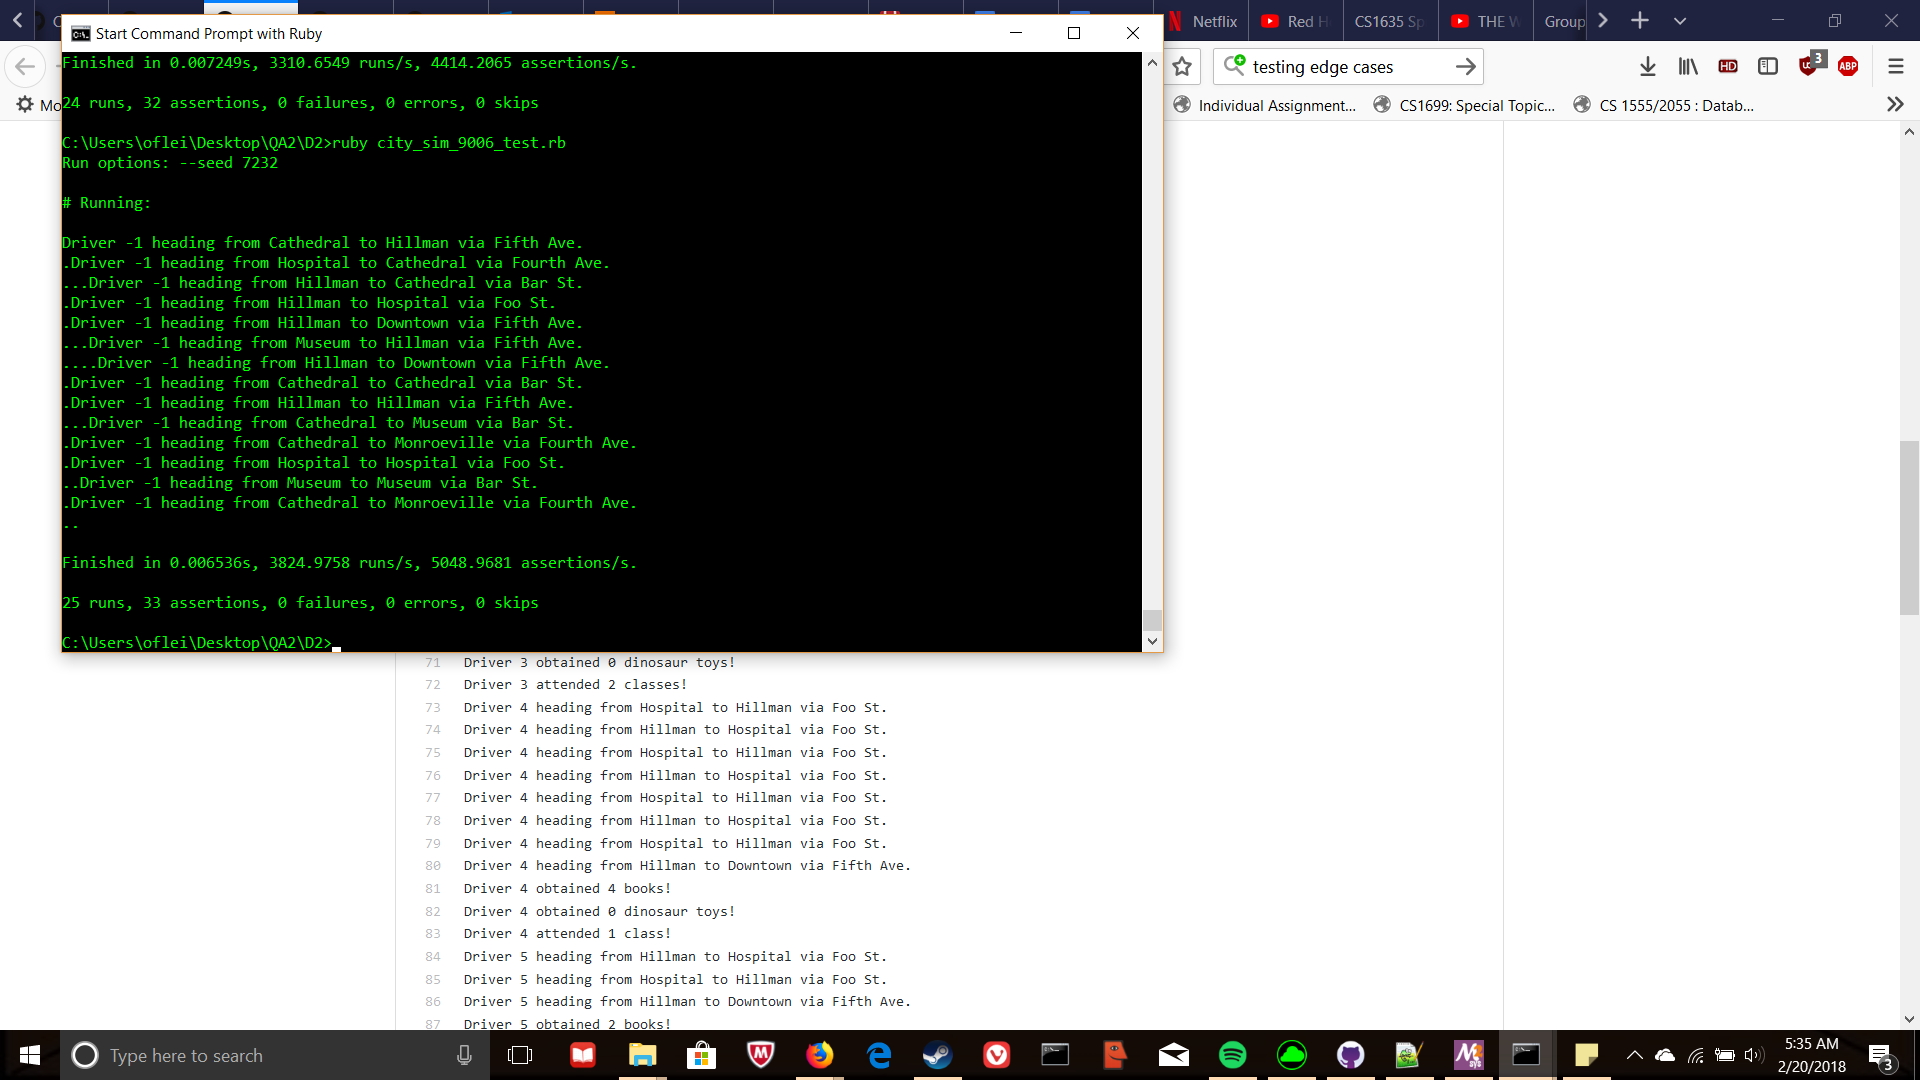 Start Command Prompt with Ruby
Netflix
Red H
CS1635 Sp
THE W
Group
Finished in 0.007249s, 3310.6549 runs/s, 4414.2065 assertions/s.
24 runs, 32 assertions, 0 failures, 0 errors, 0 skips
C:\Users\oflei\Desktop\QA2\D2>ruby city_sim_9006_test.rb
Run options: --seed 7232
# Running:
Driver -1 heading from Cathedral to Hillman via Fifth Ave.
.Driver -1 heading from Hospital to Cathedral via Fourth Ave.
...Driver -1 heading from Hillman to Cathedral via Bar St.
.Driver -1 heading from Hillman to Hospital via Foo St.
.Driver -1 heading from Hillman to Downtown via Fifth Ave.
...Driver -1 heading from Museum to Hillman via Fifth Ave.
....Driver -1 heading from Hillman to Downtown via Fifth Ave.
.Driver -1 heading from Cathedral to Cathedral via Bar St.
.Driver -1 heading from Hillman to Hillman via Fifth Ave.
...Driver -1 heading from Cathedral to Museum via Bar St.
.Driver -1 heading from Cathedral to Monroeville via Fourth Ave.
.Driver -1 heading from Hospital to Hospital via Foo St.
..Driver -1 heading from Museum to Museum via Bar St.
.Driver -1 heading from Cathedral to Monroeville via Fourth Ave.
..
Finished in 0.006536s, 3824.9758 runs/s, 5048.9681 assertions/s.
25 runs, 33 assertions, 0 failures, 0 errors, 0 skips
C:\Users\oflei\Desktop\QA2\D2>
testing edge cases
HD
3
ABP
Mo
Individual Assignment...
CS1699: Special Topic...
CS 1555/2055 : Datab...
71 Driver 3 obtained 0 dinosaur toys!
72 Driver 3 attended 2 classes!
73 Driver 4 heading from Hospital to Hillman via Foo St.
74 Driver 4 heading from Hillman to Hospital via Foo St.
75 Driver 4 heading from Hospital to Hillman via Foo St.
76 Driver 4 heading from Hillman to Hospital via Foo St.
77 Driver 4 heading from Hospital to Hillman via Foo St.
78 Driver 4 heading from Hillman to Hospital via Foo St.
79 Driver 4 heading from Hospital to Hillman via Foo St.
80 Driver 4 heading from Hillman to Downtown via Fifth Ave.
81 Driver 4 obtained 4 books!
82 Driver 4 obtained 0 dinosaur toys!
83 Driver 4 attended 1 class!
84 Driver 5 heading from Hillman to Hospital via Foo St.
85 Driver 5 heading from Hospital to Hillman via Foo St.
86 Driver 5 heading from Hillman to Downtown via Fifth Ave.
87 Driver 5 obtained 2 books!
Type here to search
5:35 AM
2/20/2018
3